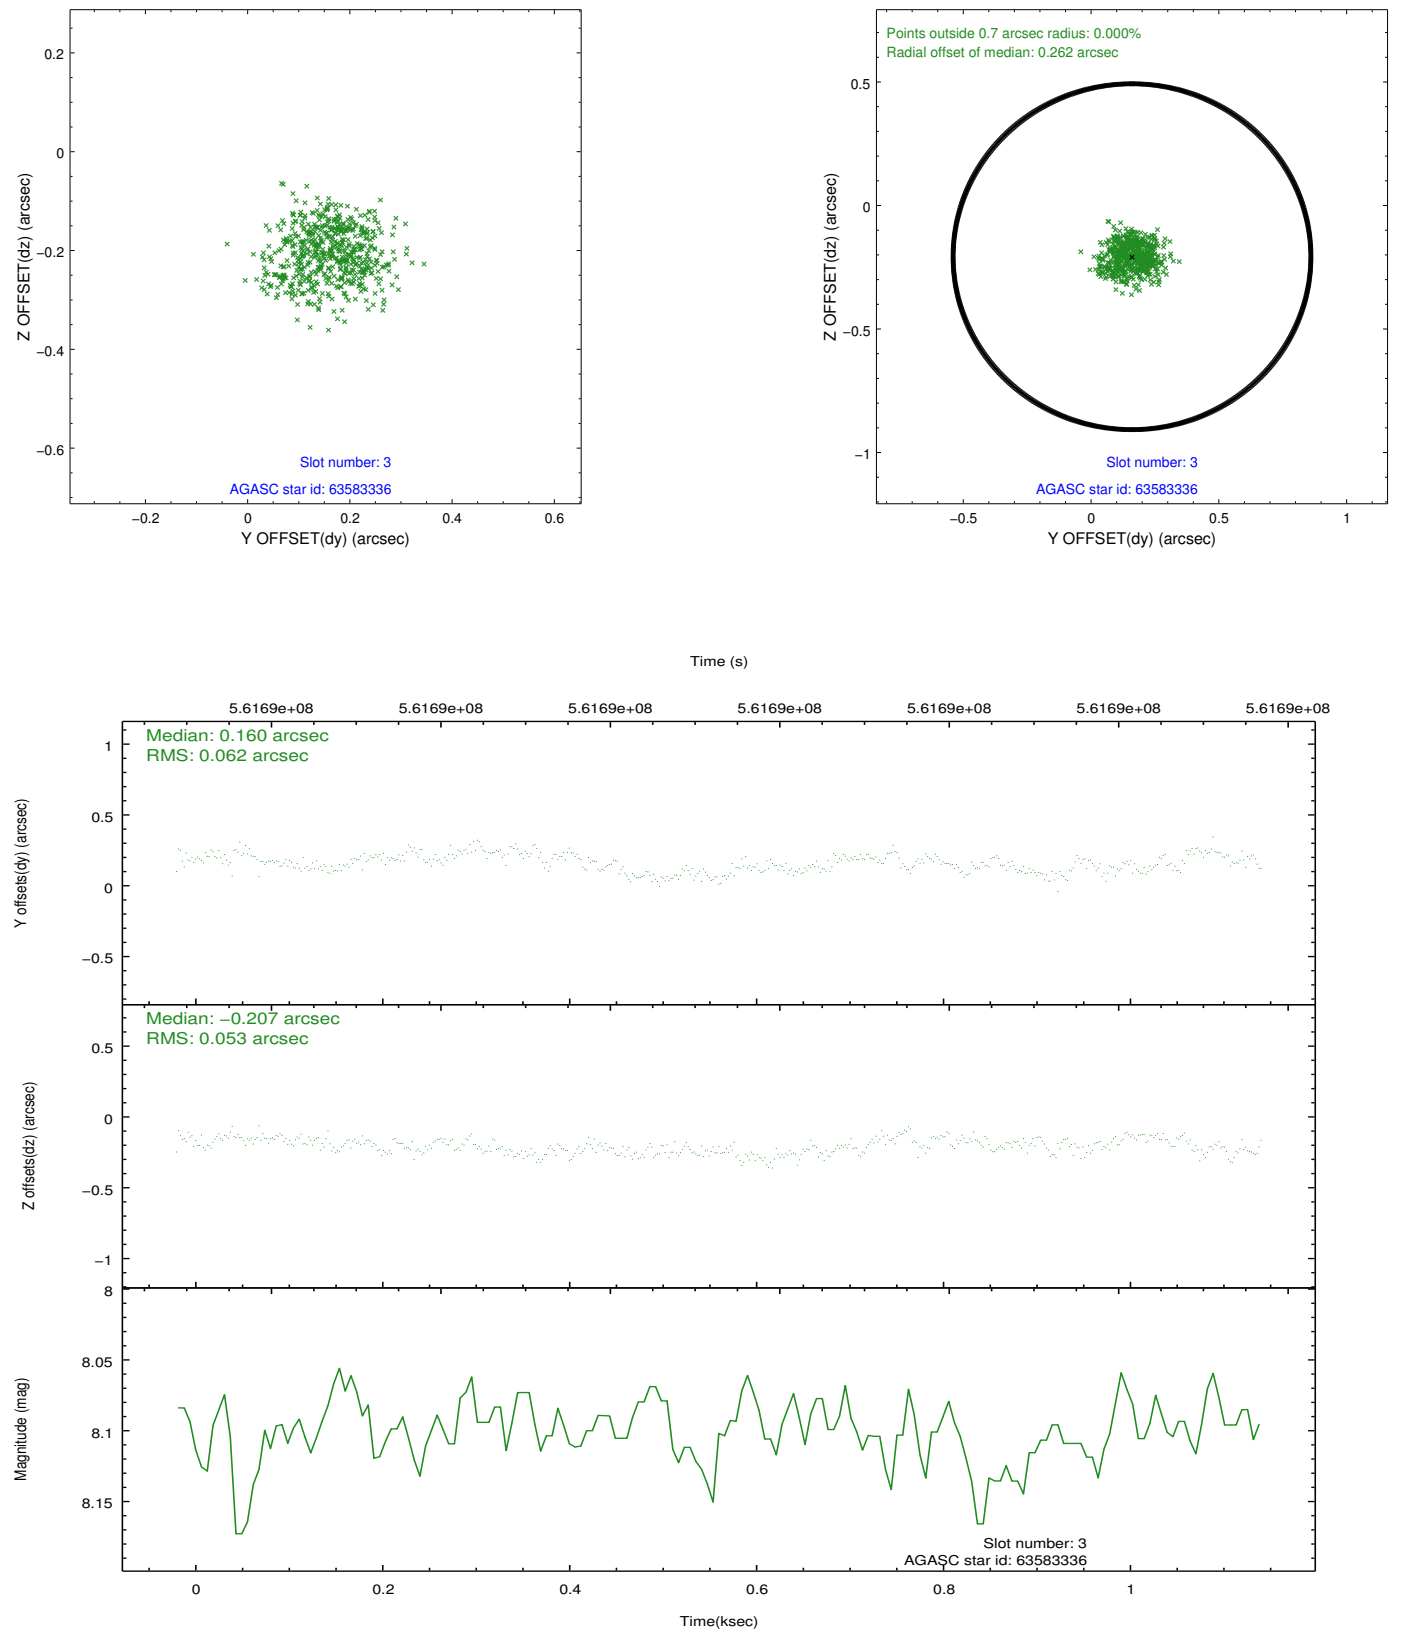 0.2
0
−0.2
−0.4
−0.6
Z OFFSET(dz) (arcsec)
Slot number: 3
AGASC star id: 63583336
−0.2 0 0.2 0.4 0.6
Y OFFSET(dy) (arcsec)
Points outside 0.7 arcsec radius: 0.000%
Radial offset of median: 0.262 arcsec
0.5
0
−0.5
−1
Z OFFSET(dz) (arcsec)
Slot number: 3
AGASC star id: 63583336
−0.5 0 0.5 1
Y OFFSET(dy) (arcsec)
Time (s)
5.6169e+08 5.6169e+08 5.6169e+08 5.6169e+08 5.6169e+08 5.6169e+08 5.6169e+08
Median: 0.160 arcsec
RMS: 0.062 arcsec
1
0.5
0
−0.5
Y offsets(dy) (arcsec)
Median: −0.207 arcsec
RMS: 0.053 arcsec
0.5
0
−0.5
−1
Z offsets(dz) (arcsec)
8
8.05
8.1
8.15
Magnitude (mag)
Slot number: 3
AGASC star id: 63583336
0 0.2 0.4 0.6 0.8 1
Time(ksec)